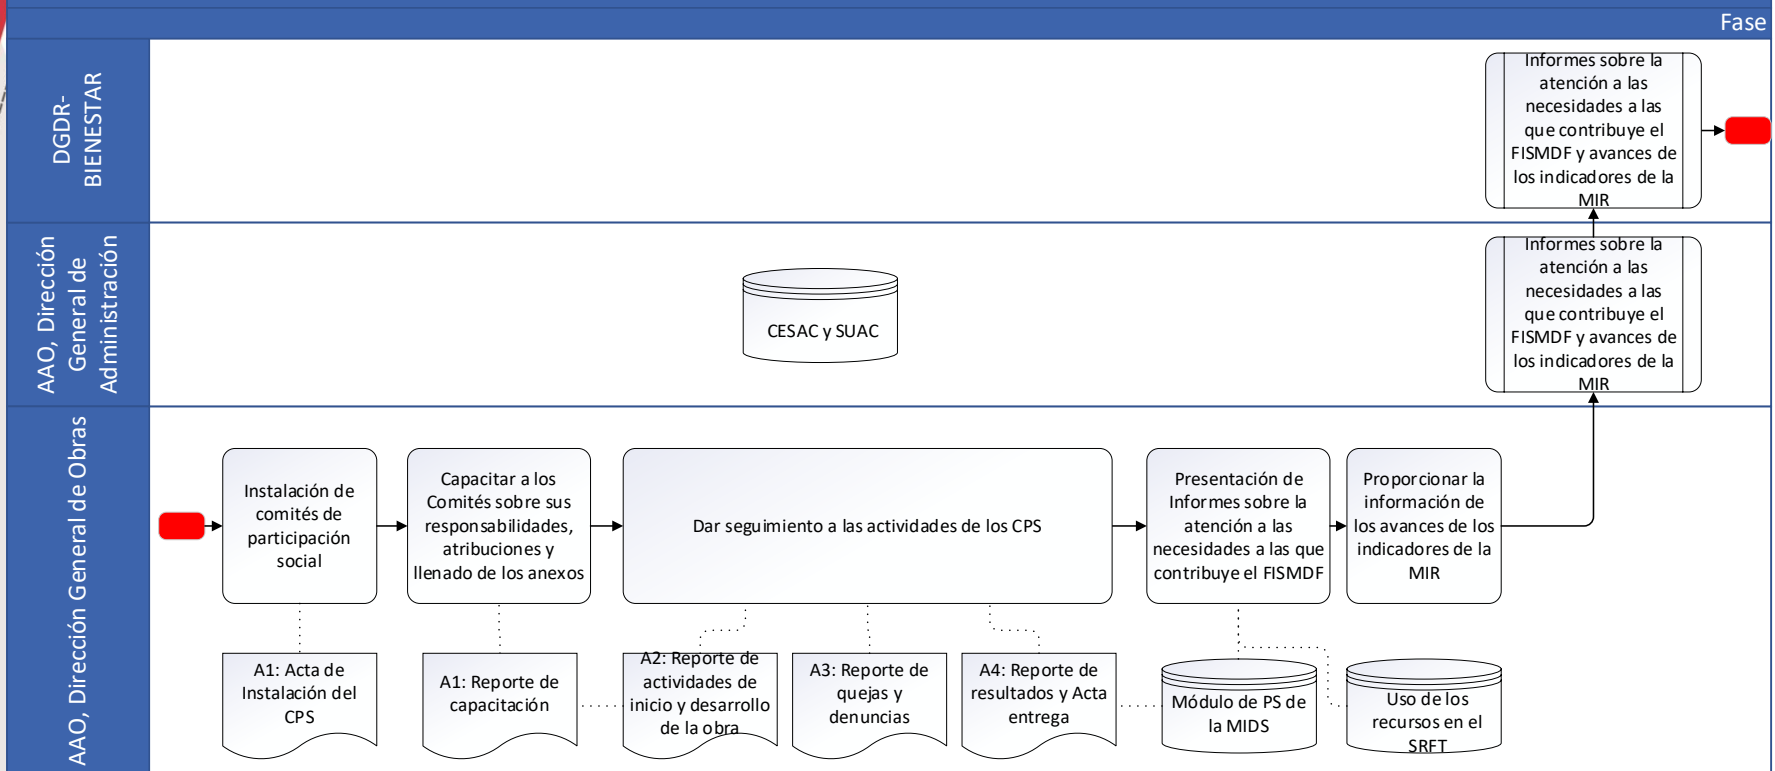 Fase
DGDR-
BIENESTAR
Informes sobre la
atención a las
necesidades a las
que contribuye el
FISMDF y avances de
los indicadores de la
MIR
AAO, Dirección
General de
Administración
CESAC y SUAC
Informes sobre la
atención a las
necesidades a las
que contribuye el
FISMDF y avances de
los indicadores de la
MIR
AAO, Dirección General de Obras
Instalación de
comités de
participación
social
Capacitar a los
Comités sobre sus
responsabilidades,
atribuciones y
llenado de los anexos
Dar seguimiento a las actividades de los CPS
Presentación de
Informes sobre la
atención a las
necesidades a las que
contribuye el FISMDF
Proporcionar la
información de
los avances de los
indicadores de la
MIR
A1: Acta de
Instalación del
CPS
A1: Reporte de
capacitación
A2: Reporte de
actividades de
inicio y desarrollo
de la obra
A3: Reporte de
quejas y
denuncias
A4: Reporte de
resultados y Acta
entrega
Módulo de PS de
la MIDS
Uso de los
recursos en el
SRFT